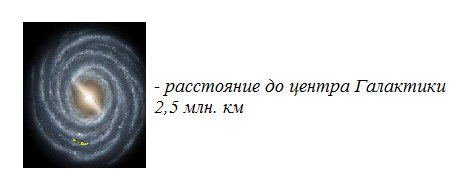 - расстояние до центра Галактики
2,5 млн. км